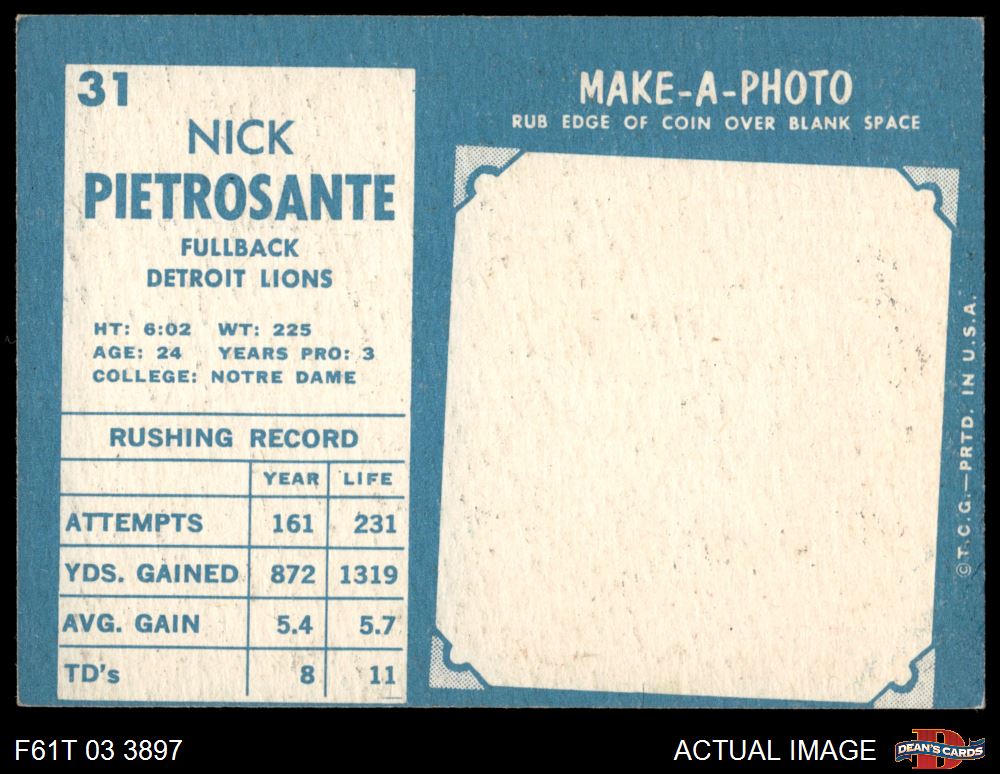 31
NICK
PIETROSANTE
FULLBACK
DETROIT LIONS
HT: 6:02 WT: 225
AGE: 24 YEARS PRO: 3
COLLEGE: NOTRE DAME
RUSHING RECORD
YEAR LIFE
ATTEMPTS 161 231
YDS. GAINED 872 1319
AVG. GAIN 5.4 5.7
TD's 8 11
MAKE-A-PHOTO
RUB EDGE OF COIN OVER BLANK SPACE
©T.C.G.—PRTD. IN U.S.A.
F61T 03 3897
ACTUAL IMAGE
D
DEAN'S CARDS